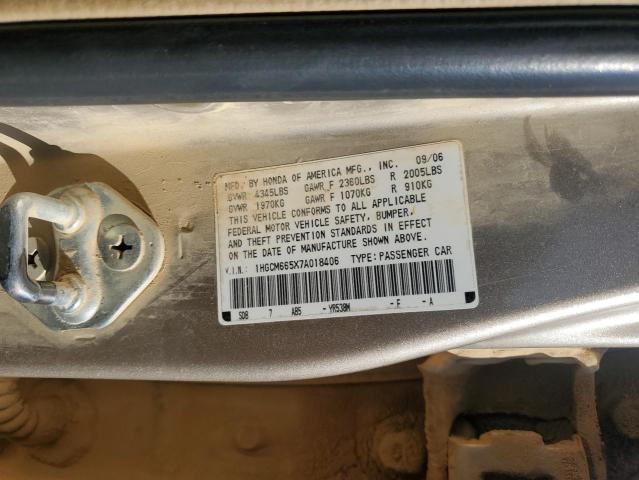 MFD. BY HONDA OF AMERICA MFG., INC. 09/06
GVWR 4345LBS GAWR F 2360LBS R 2005LBS
GVWR 1970KG GAWR F 1070KG R 910KG
THIS VEHICLE CONFORMS TO ALL APPLICABLE
FEDERAL MOTOR VEHICLE SAFETY, BUMPER,
AND THEFT PREVENTION STANDARDS IN EFFECT
ON THE DATE OF MANUFACTURE SHOWN ABOVE.
V.I.N.: 1HGCM665X7A018406 TYPE:PASSENGER CAR
SDB 7 AB5 - YR538M - F - A